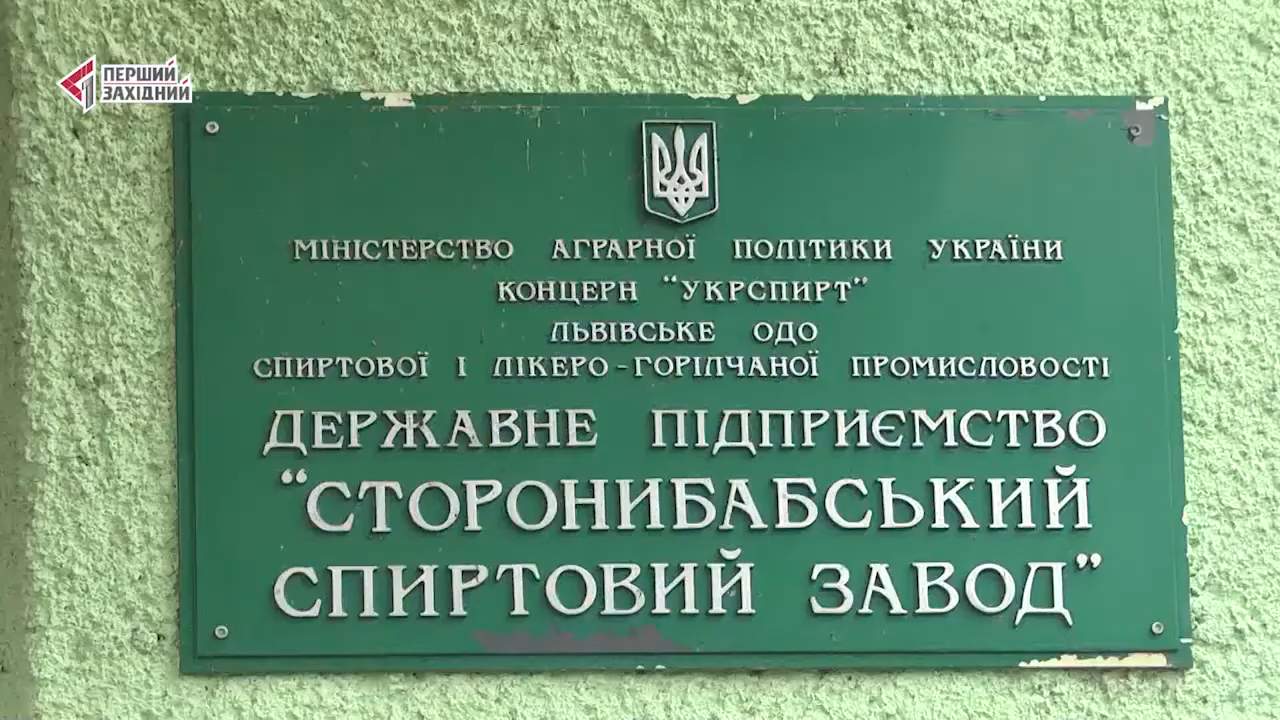 ПЕРШИЙ
ЗАХІДНИЙ
МІНІСТЕРСТВО АГРАРНОЇ ПОЛІТИКИ УКРАЇНИ
КОНЦЕРН "УКРСПИРТ"
ЛЬВІВСЬКЕ ОДО
СПИРТОВОЇ І ЛІКЕРО-ГОРІЛЧАНОЇ ПРОМИСЛОВОСТІ
ДЕРЖАВНЕ ПІДПРИЄМСТВО
"СТОРОНИБАБСЬКИЙ
СПИРТОВИЙ ЗАВОД"